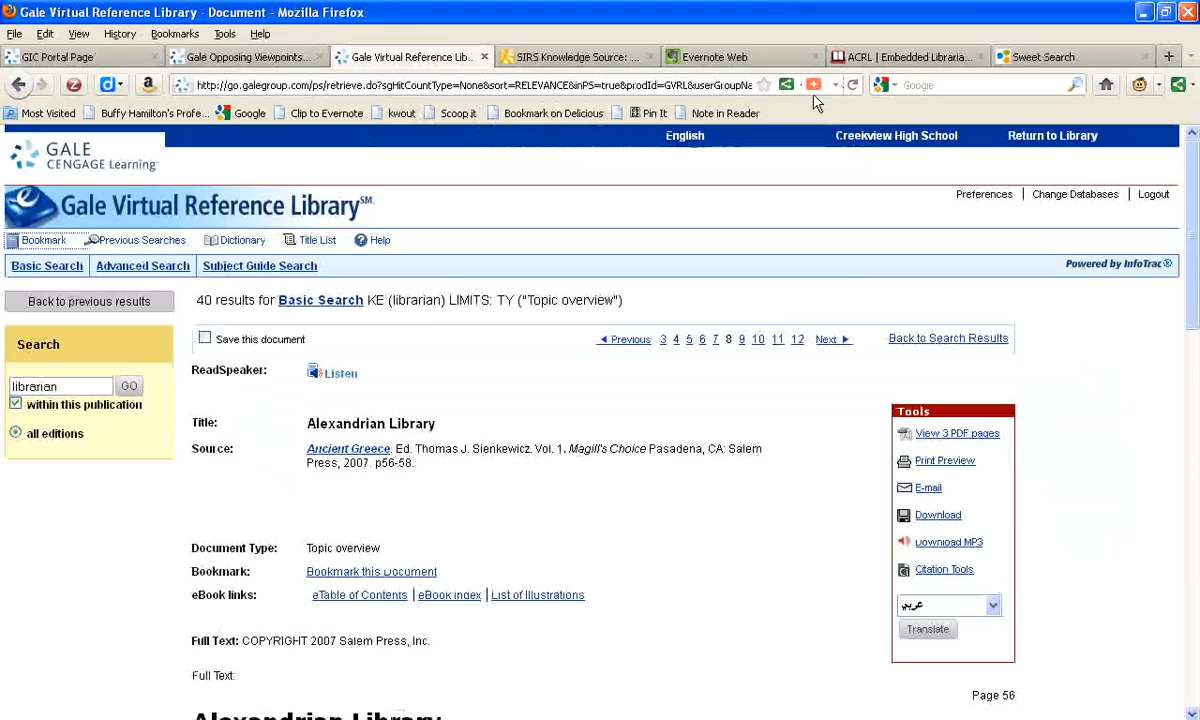 Gale Virtual Reference Library - Document - Mozilla Firefox
File Edit View History Bookmarks Tools Help
GIC Portal Page Gale Opposing Viewpoints... Gale Virtual Reference Lib... SIRS Knowledge Source: ... Evernote Web ACRL | Embedded Libraria... Sweet Search
http://go.galegroup.com/ps/retrieve.do?sgHitCountType=None&sort=RELEVANCE&inPS=true&prodId=GVRL&userGroupNa Google
Most Visited Buffy Hamilton's Profe... Google Clip to Evernote kwout Scoop it Bookmark on Delicious Pin It Note in Reader
English Creekview High School Return to Library
GALE
CENGAGE Learning
Preferences | Change Databases | Logout
Gale Virtual Reference Library SM
Bookmark Previous Searches Dictionary Title List Help
Basic Search Advanced Search Subject Guide Search Powered by InfoTrac®
Back to previous results
40 results for Basic Search KE (librarian) LIMITS: TY ("Topic overview")
Search
librarian GO
within this publication
all editions
Save this document Previous 3 4 5 6 7 8 9 10 11 12 Next Back to Search Results
ReadSpeaker: Listen
Title: Alexandrian Library
Source: Ancient Greece. Ed. Thomas J. Sienkewicz. Vol. 1. Magill's Choice Pasadena, CA: Salem
Press, 2007. p56-58.
Document Type: Topic overview
Bookmark: Bookmark this Document
eBook links: eTable of Contents | eBook index | List of Illustrations
Full Text: COPYRIGHT 2007 Salem Press, Inc.
Full Text:
Page 56
Alexandrian Library
Tools
View 3 PDF pages
Print Preview
E-mail
Download
Download MP3
Citation Tools
عربي
Translate